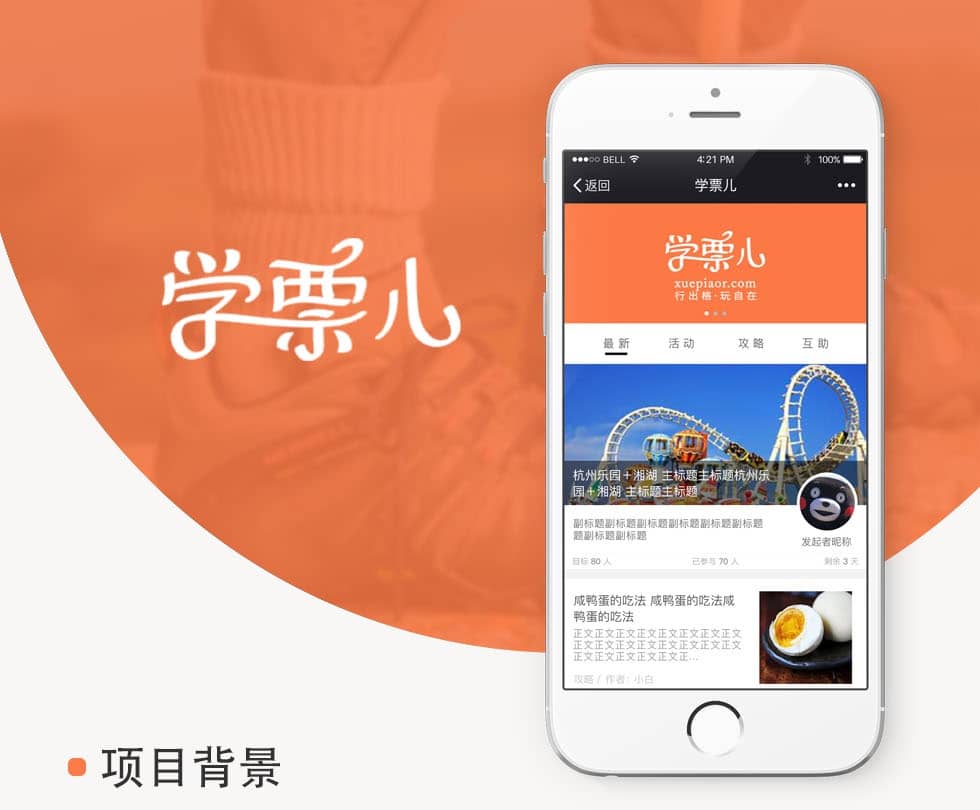 学票儿
●●●○○ BELL 4:21 PM 100%
返回 学票儿 •••
学票儿
xuepiaor.com
行出格·玩自在
最新 活动 攻略 互助
杭州乐园＋湘湖 主标题主标题杭州乐
园＋湘湖 主标题主标题
副标题副标题副标题副标题副标题副标题
题副标题副标题
发起者昵称
目标 80 人 已参与 70 人 剩余 3 天
咸鸭蛋的吃法 咸鸭蛋的吃法咸
鸭蛋的吃法
正文正文正文正文正文正文正文正文
正文正文正文正文正文正文正文正文
正文正文正文正文正文正...
攻略 / 作者：小白
项目背景